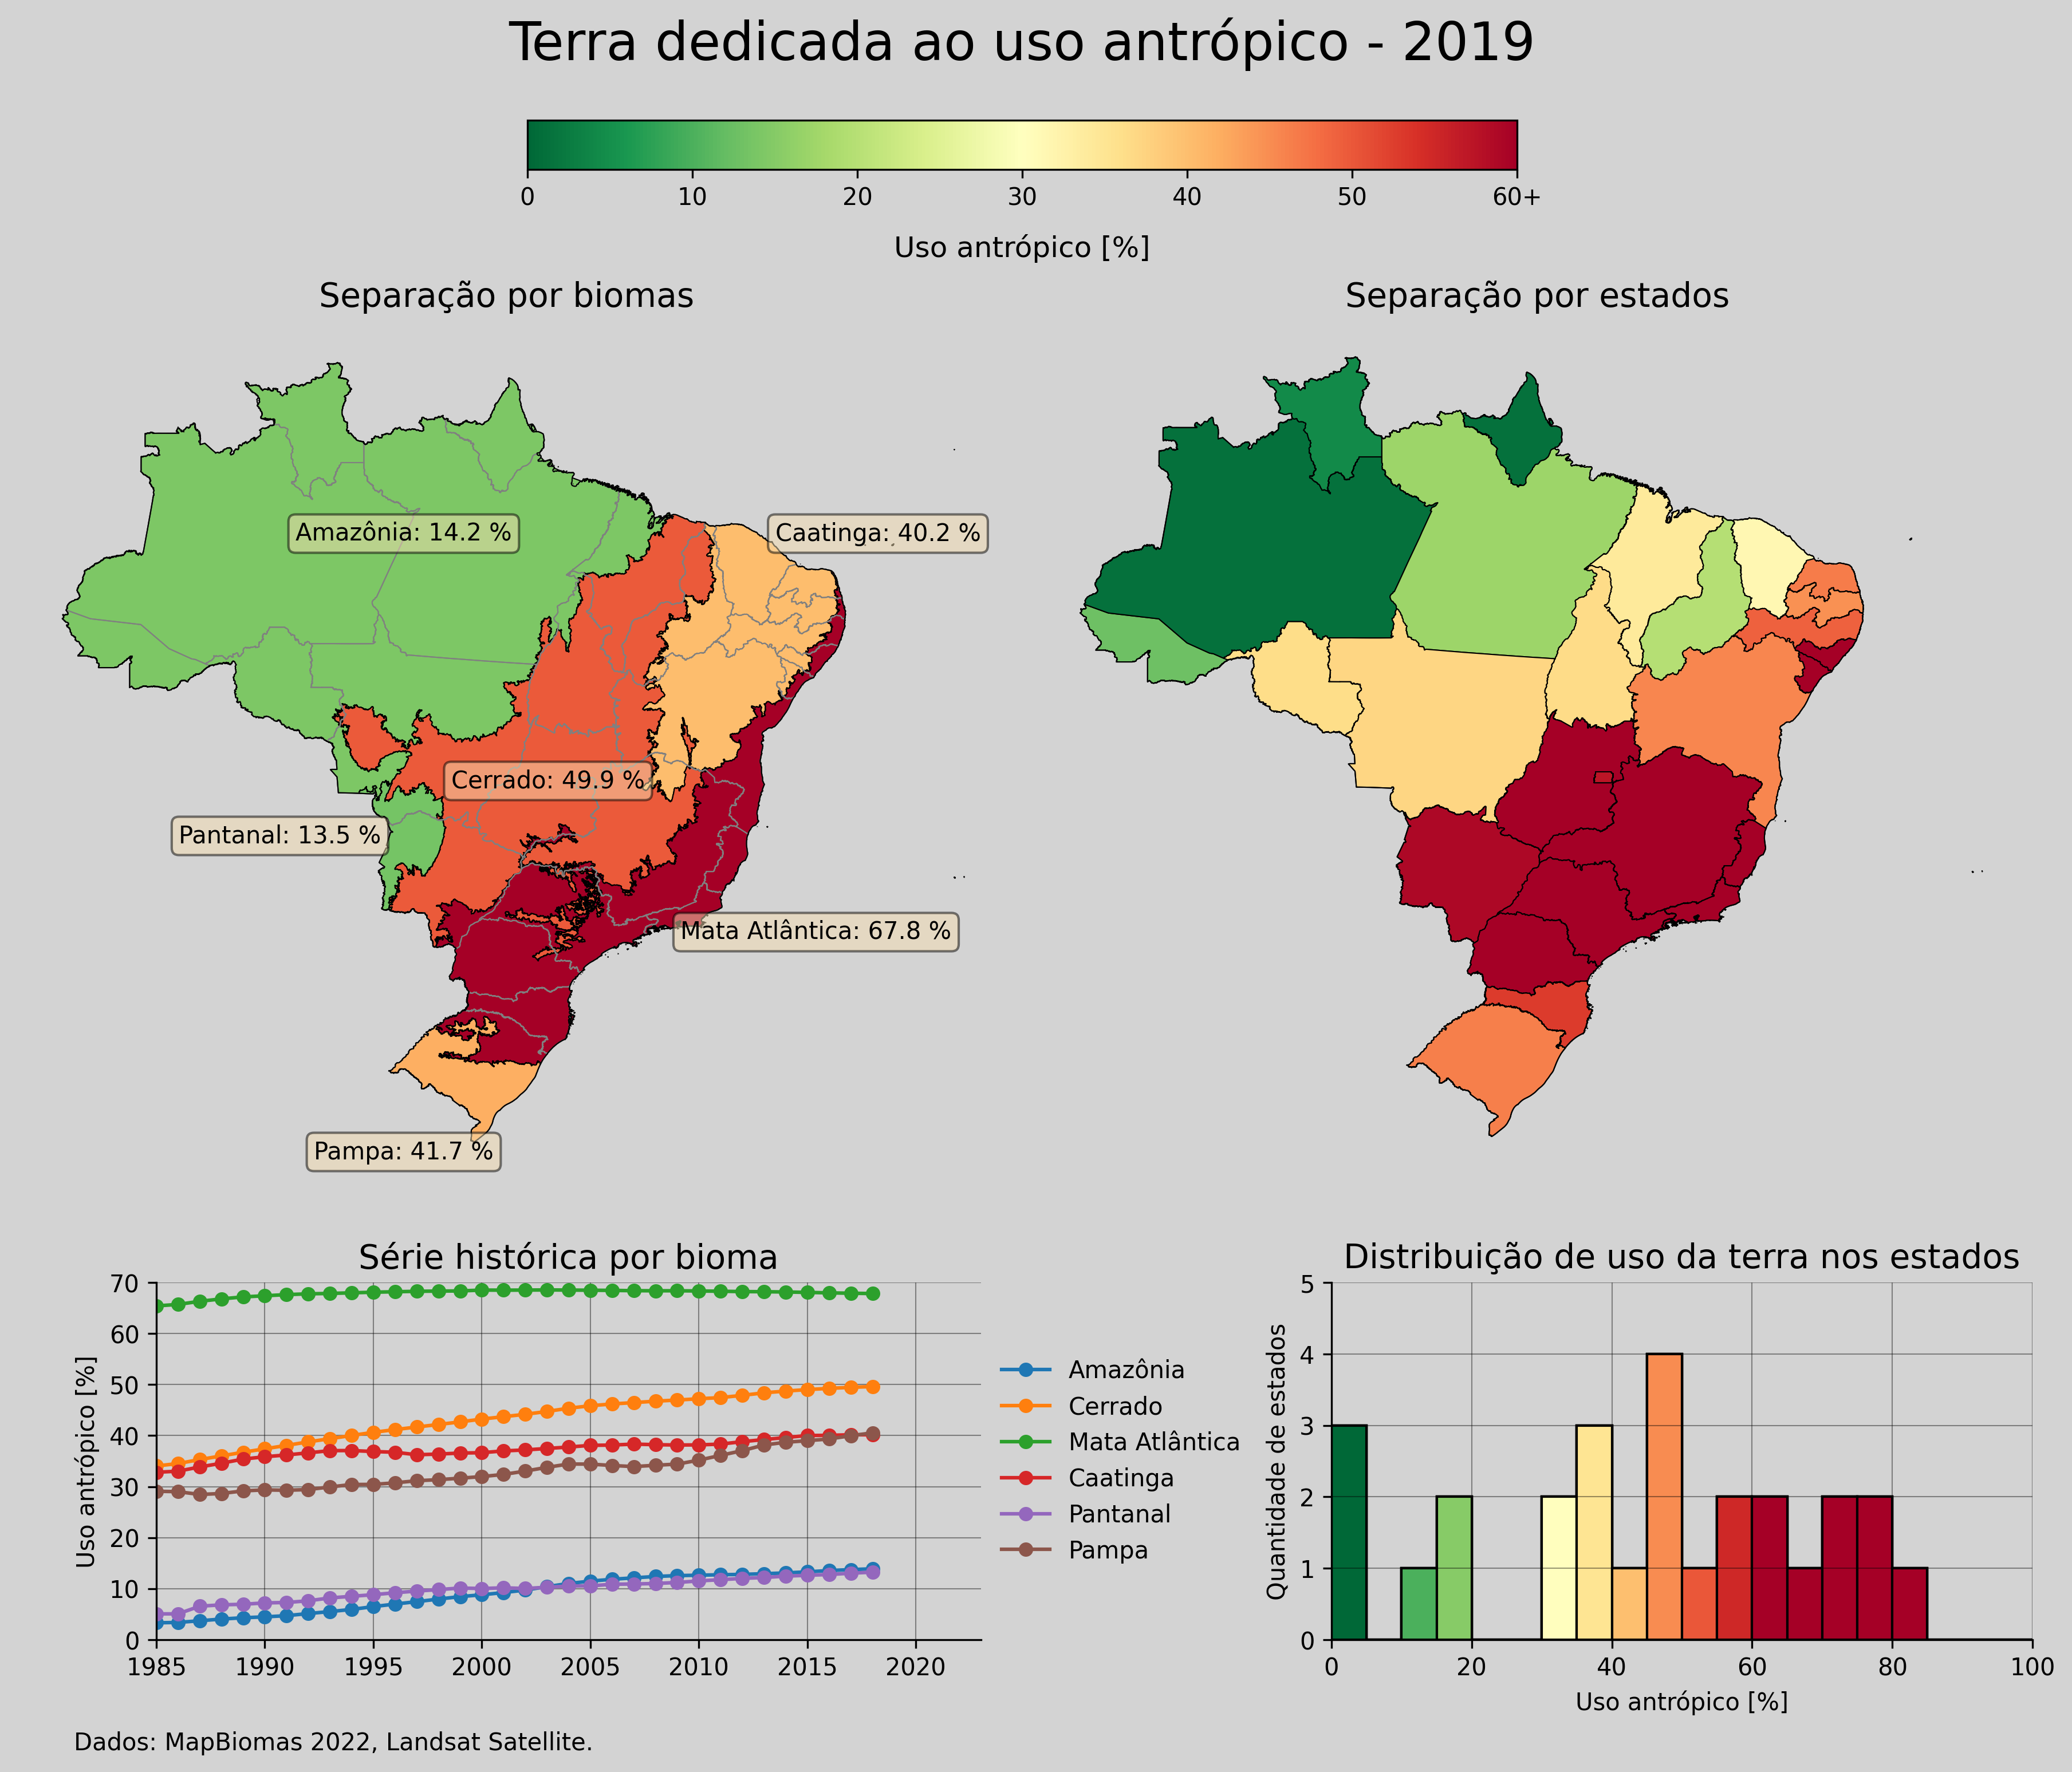 Terra dedicada ao uso antrópico - 2019
0 10 20 30 40 50 60+
Uso antrópico [%]
Separação por biomas
Separação por estados
Amazônia: 14.2 %
Caatinga: 40.2 %
Cerrado: 49.9 %
Pantanal: 13.5 %
Mata Atlântica: 67.8 %
Pampa: 41.7 %
Série histórica por bioma
70
60
50
40
30
20
10
0
Uso antrópico [%]
1985 1990 1995 2000 2005 2010 2015 2020
Amazônia
Cerrado
Mata Atlântica
Caatinga
Pantanal
Pampa
Distribuição de uso da terra nos estados
5
4
3
2
1
0
Quantidade de estados
0 20 40 60 80 100
Uso antrópico [%]
Dados: MapBiomas 2022, Landsat Satellite.